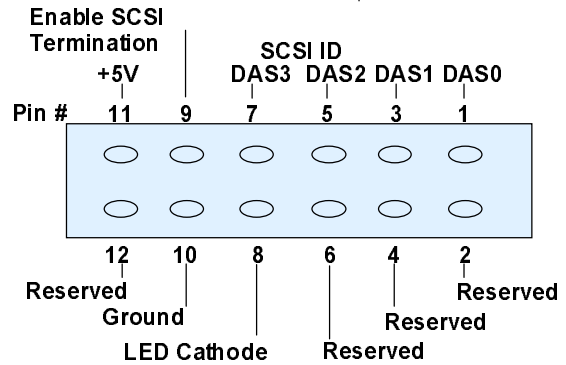 Enable SCSI
Termination
SCSI ID
+5V DAS3 DAS2 DAS1 DAS0
Pin # 11 9 7 5 3 1
12 10 8 6 4 2
Reserved Reserved
Ground Reserved
LED Cathode Reserved